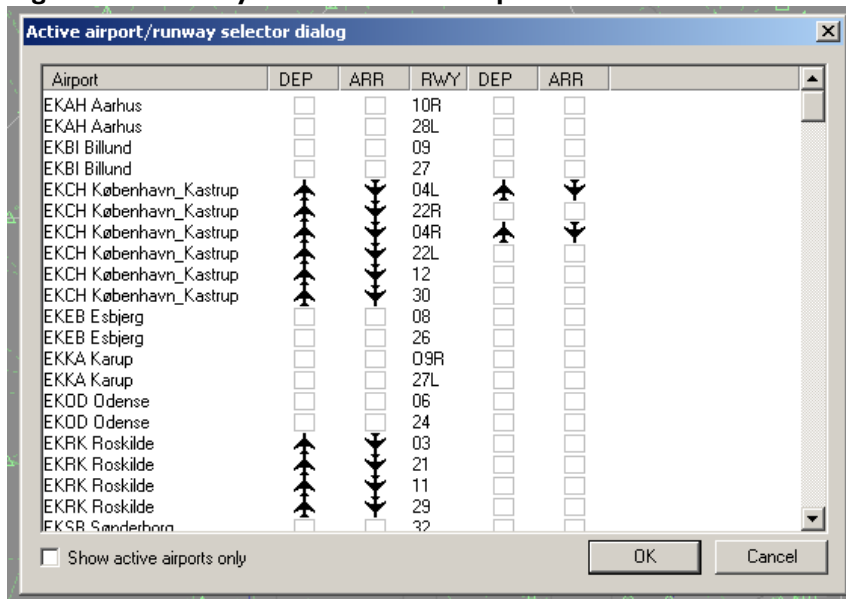 Active airport/runway selector dialog
Airport DEP ARR RWY DEP ARR
EKAH Aarhus 10R
EKAH Aarhus 28L
EKBI Billund 09
EKBI Billund 27
EKCH København_Kastrup 04L
EKCH København_Kastrup 22R
EKCH København_Kastrup 04R
EKCH København_Kastrup 22L
EKCH København_Kastrup 12
EKCH København_Kastrup 30
EKEB Esbjerg 08
EKEB Esbjerg 26
EKKA Karup O9R
EKKA Karup 27L
EKOD Odense 06
EKOD Odense 24
EKRK Roskilde 03
EKRK Roskilde 21
EKRK Roskilde 11
EKRK Roskilde 29
EKSB Sønderborg 32
Show active airports only
OK Cancel